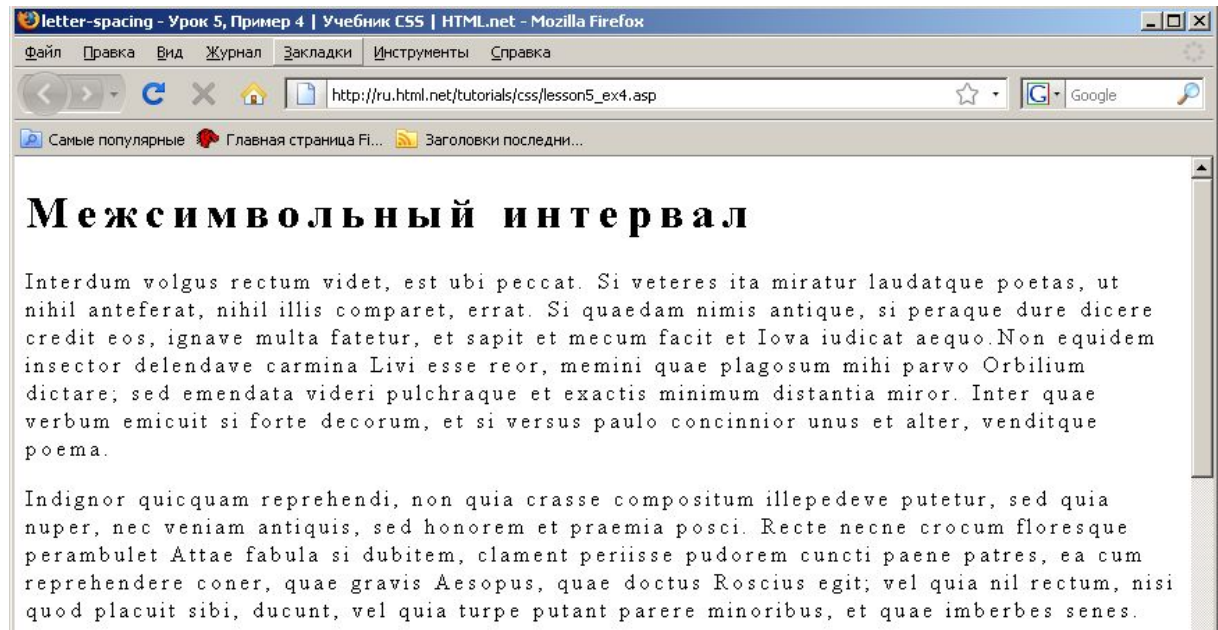 letter-spacing - Урок 5, Пример 4 | Учебник CSS | HTML.net - Mozilla Firefox
Файл Правка Вид Журнал Закладки Инструменты Справка
http://ru.html.net/tutorials/css/lesson5_ex4.asp G Google
Самые популярные Главная страница Fi... Заголовки последни...
Межсимвольный интервал
Interdum volgus rectum videt, est ubi peccat. Si veteres ita miratur laudatque poetas, ut
nihil anteferat, nihil illis comparet, errat. Si quaedam nimis antique, si peraque dure dicere
credit eos, ignave multa fatetur, et sapit et mecum facit et Iova iudicat aequo.Non equidem
insector delendave carmina Livi esse reor, memini quae plagosum mihi parvo Orbilium
dictare; sed emendata videri pulchraque et exactis minimum distantia miror. Inter quae
verbum emicuit si forte decorum, et si versus paulo concinnior unus et alter, venditque
poema.
Indignor quicquam reprehendi, non quia crasse compositum illepedeve putetur, sed quia
nuper, nec veniam antiquis, sed honorem et praemia posci. Recte necne crocum floresque
perambulet Attae fabula si dubitem, clament periisse pudorem cuncti paene patres, ea cum
reprehendere coner, quae gravis Aesopus, quae doctus Roscius egit; vel quia nil rectum, nisi
quod placuit sibi, ducunt, vel quia turpe putant parere minoribus, et quae imberbes senes.